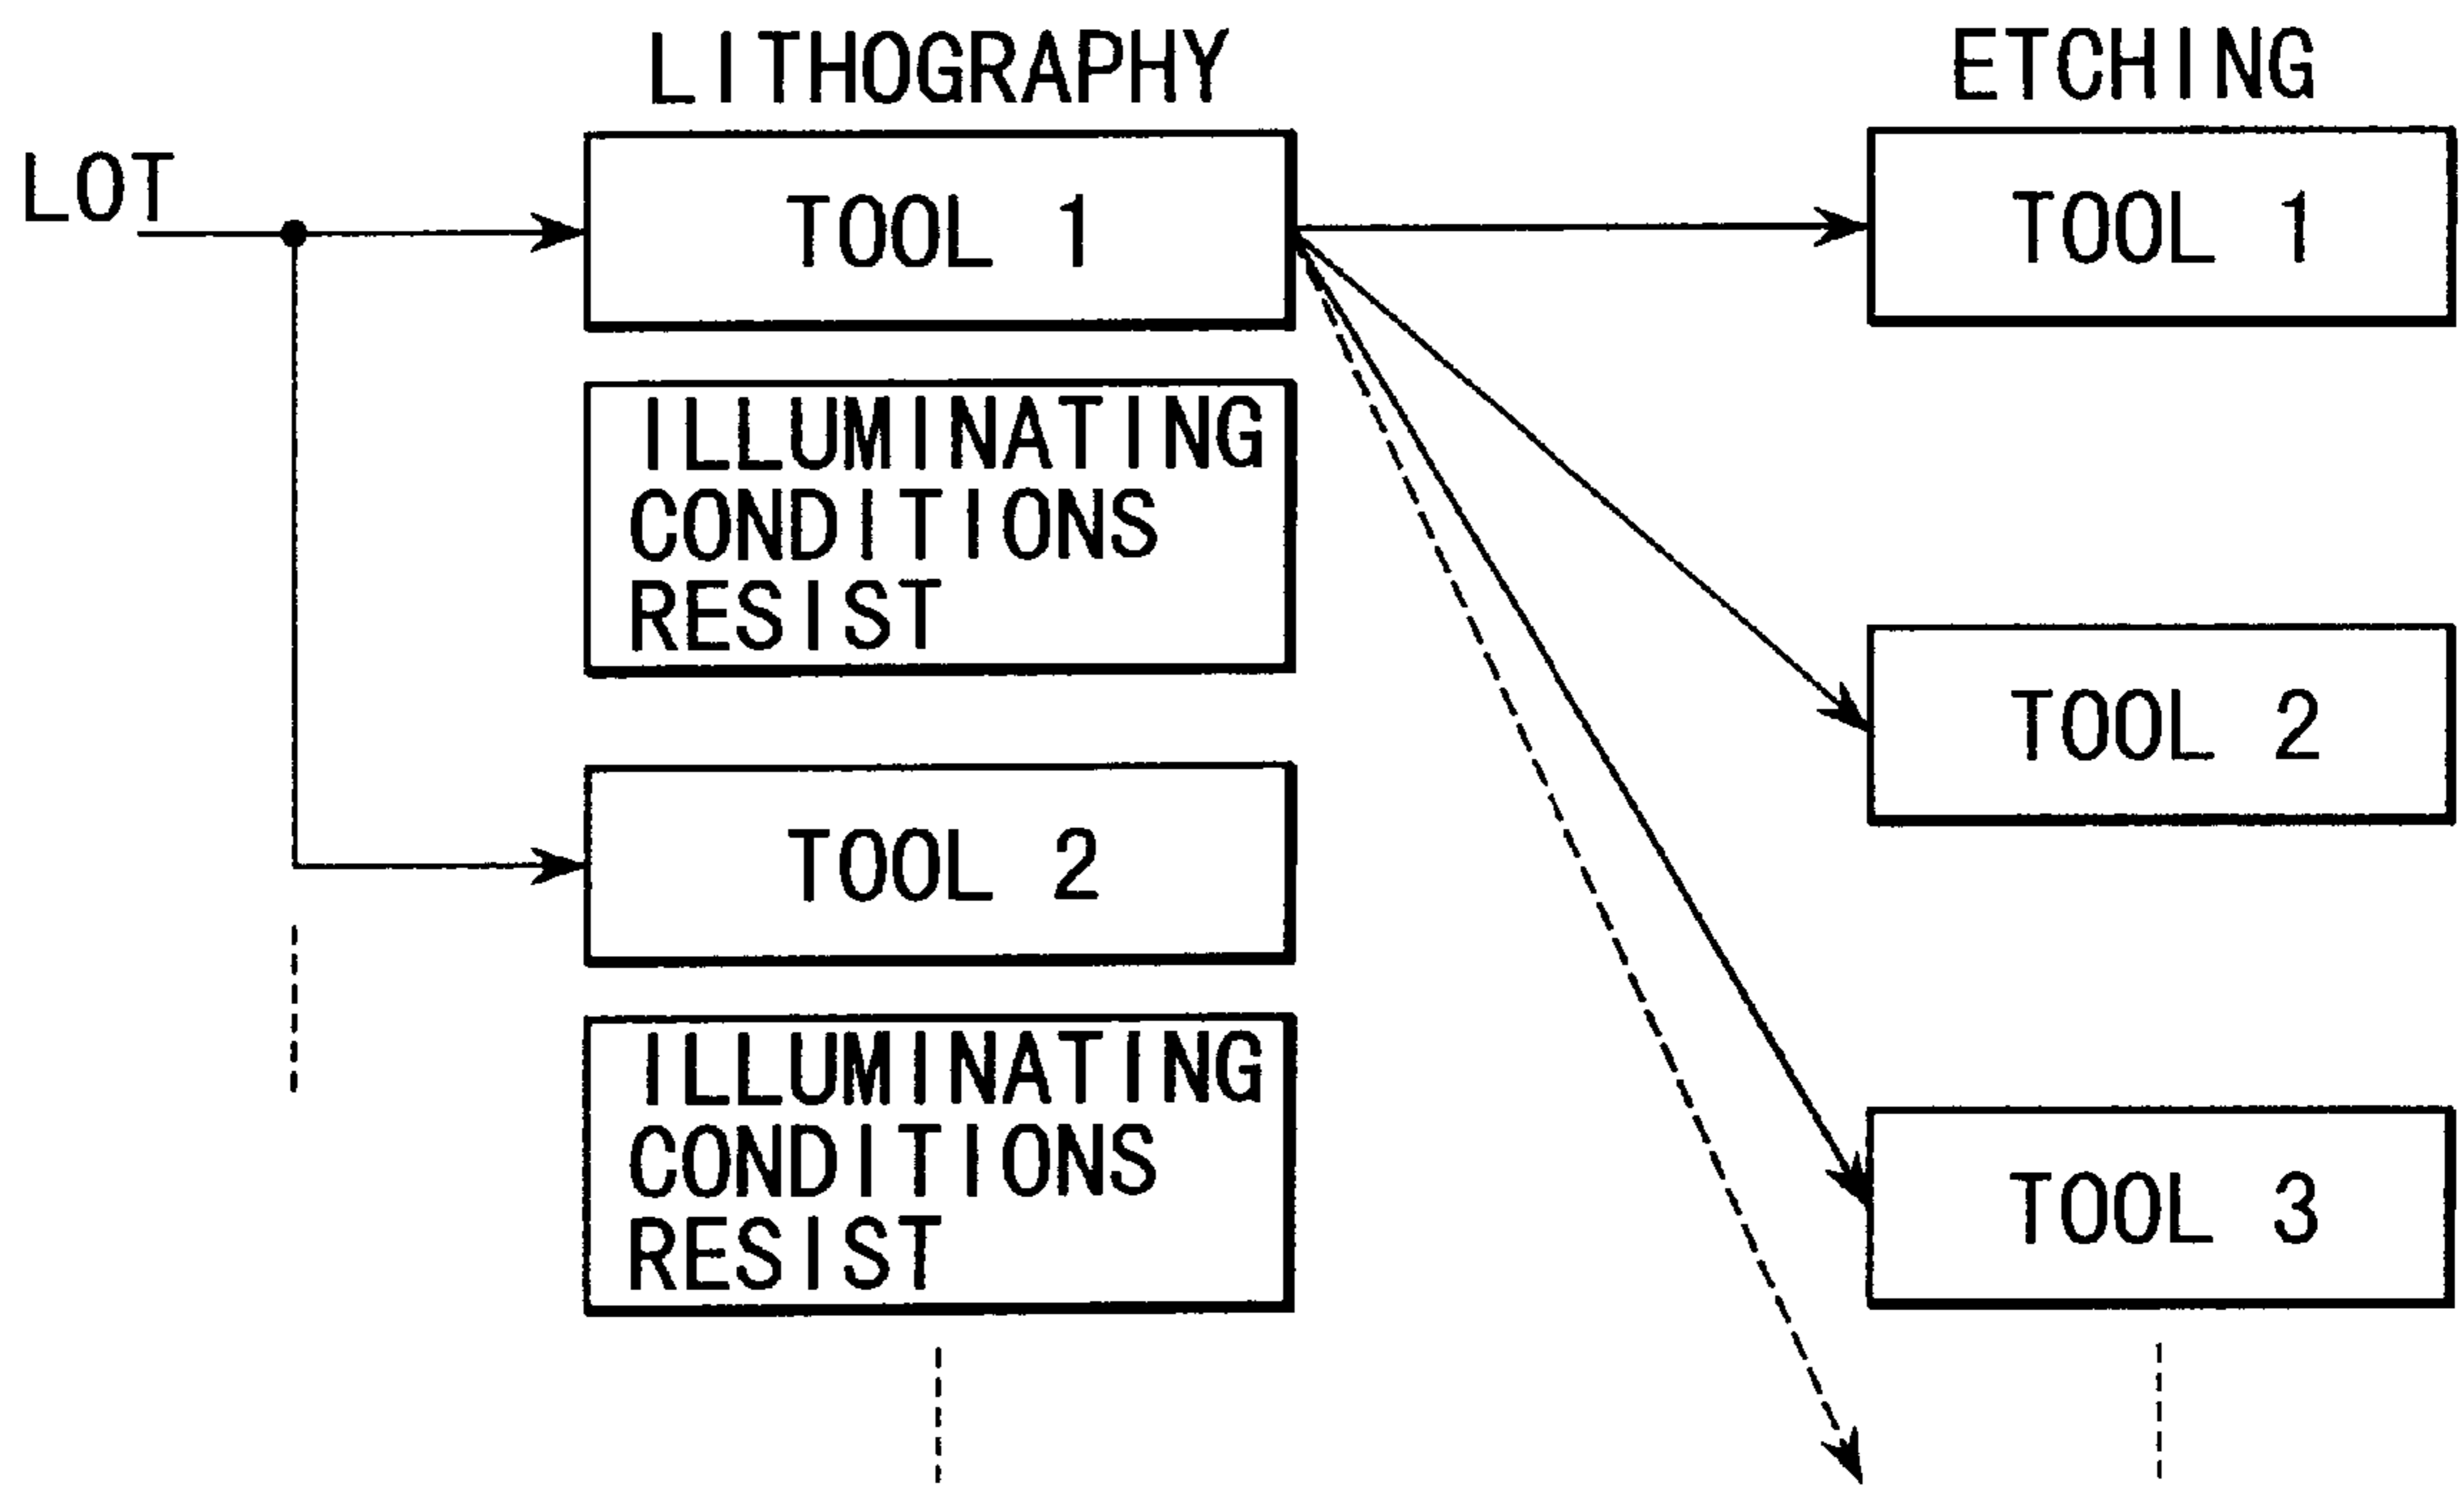 LITHOGRAPHY
ETCHING
LOT
TOOL 1
TOOL 1
ILLUMINATING
CONDITIONS
RESIST
TOOL 2
TOOL 2
ILLUMINATING
CONDITIONS
RESIST
TOOL 3